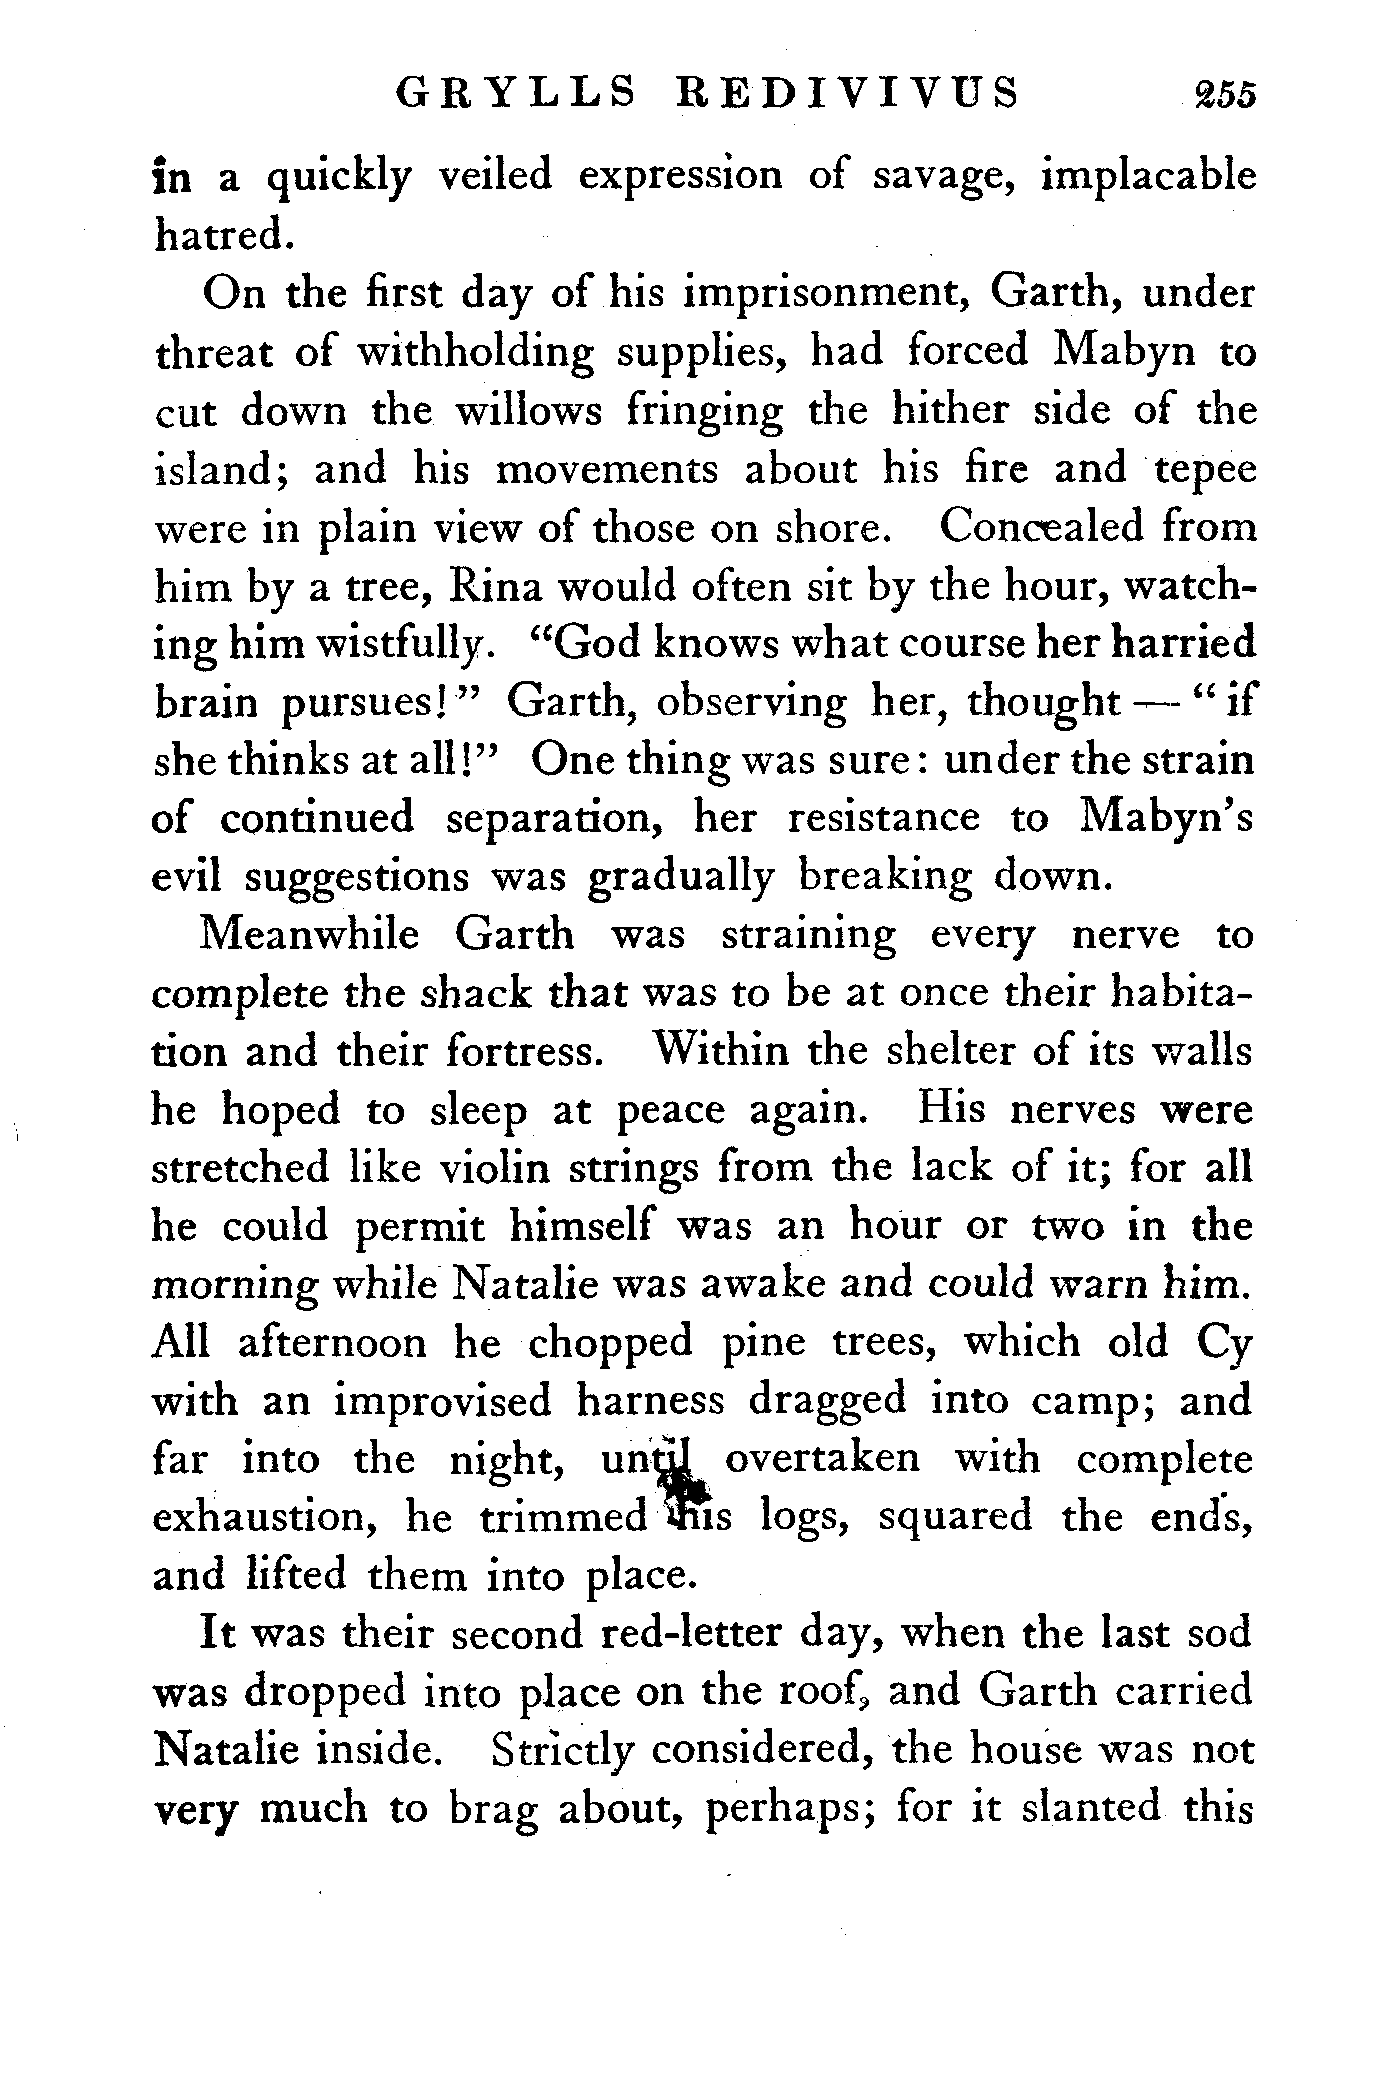 GRYLLS REDIVIVUS 255
in a quickly veiled expression of savage, implacable
hatred.
On the first day of his imprisonment, Garth, under
threat of withholding supplies, had forced Mabyn to
cut down the willows fringing the hither side of the
island; and his movements about his fire and tepee
were in plain view of those on shore. Concealed from
him by a tree, Rina would often sit by the hour, watch-
ing him wistfully. “God knows what course her harried
brain pursues!” Garth, observing her, thought — “if
she thinks at all!” One thing was sure: under the strain
of continued separation, her resistance to Mabyn’s
evil suggestions was gradually breaking down.
Meanwhile Garth was straining every nerve to
complete the shack that was to be at once their habita-
tion and their fortress. Within the shelter of its walls
he hoped to sleep at peace again. His nerves were
stretched like violin strings from the lack of it; for all
he could permit himself was an hour or two in the
morning while Natalie was awake and could warn him.
All afternoon he chopped pine trees, which old Cy
with an improvised harness dragged into camp; and
far into the night, until overtaken with complete
exhaustion, he trimmed his logs, squared the ends,
and lifted them into place.
It was their second red-letter day, when the last sod
was dropped into place on the roof, and Garth carried
Natalie inside. Strictly considered, the house was not
very much to brag about, perhaps; for it slanted this